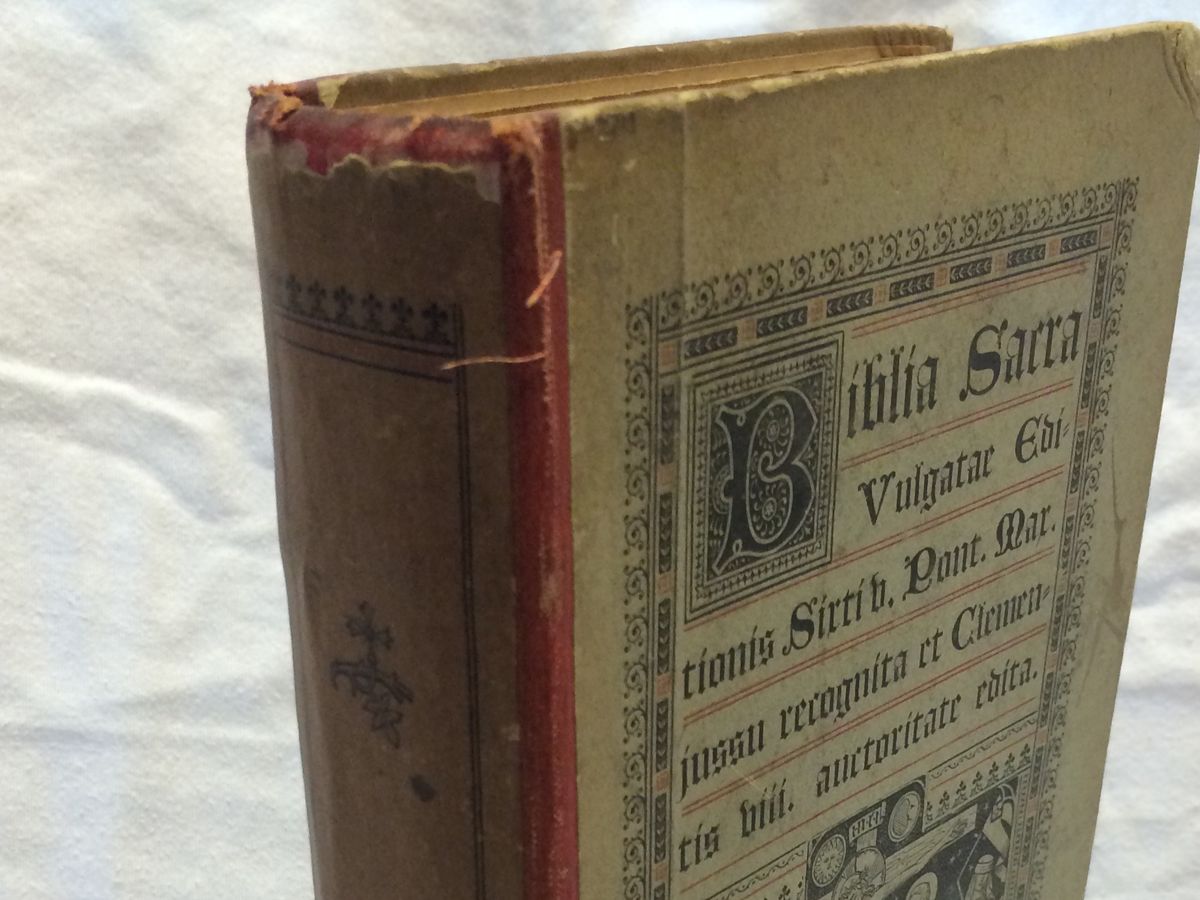 Biblia Sacra
Vulgatae Edi-
tionis Sixti v. Pont. Max.
jussu recognita et Clemen-
tis viii. auctoritate edita.